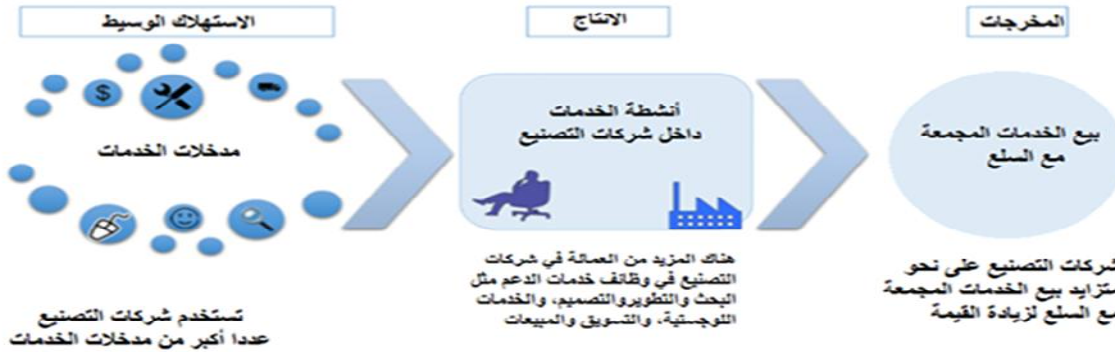 الاستهلاك الوسيط
الانتاج
المخرجات
$
مدخلات الخدمات
أنشطة الخدمات
داخل شركات التصنيع
بيع الخدمات المجمعة
مع السلع
تستخدم شركات التصنيع
عددا أكبر من مدخلات الخدمات
هناك المزيد من العمالة في شركات
التصنيع في وظائف خدمات الدعم مثل
البحث والتطويروالتصميم، والخدمات
اللوجستية، والتسويق والمبيعات
شركات التصنيع على نحو
متزايد بيع الخدمات المجمعة
مع السلع لزيادة القيمة